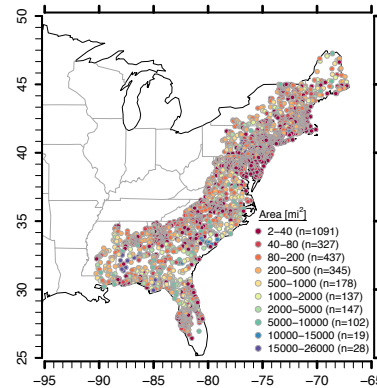 50
45
40
35
30
25
Area [mi²]
2−40 (n=1091)
40−80 (n=327)
80−200 (n=437)
200−500 (n=345)
500−1000 (n=178)
1000−2000 (n=137)
2000−5000 (n=147)
5000−10000 (n=102)
10000−15000 (n=19)
15000−26000 (n=28)
−95 −90 −85 −80 −75 −70 −65